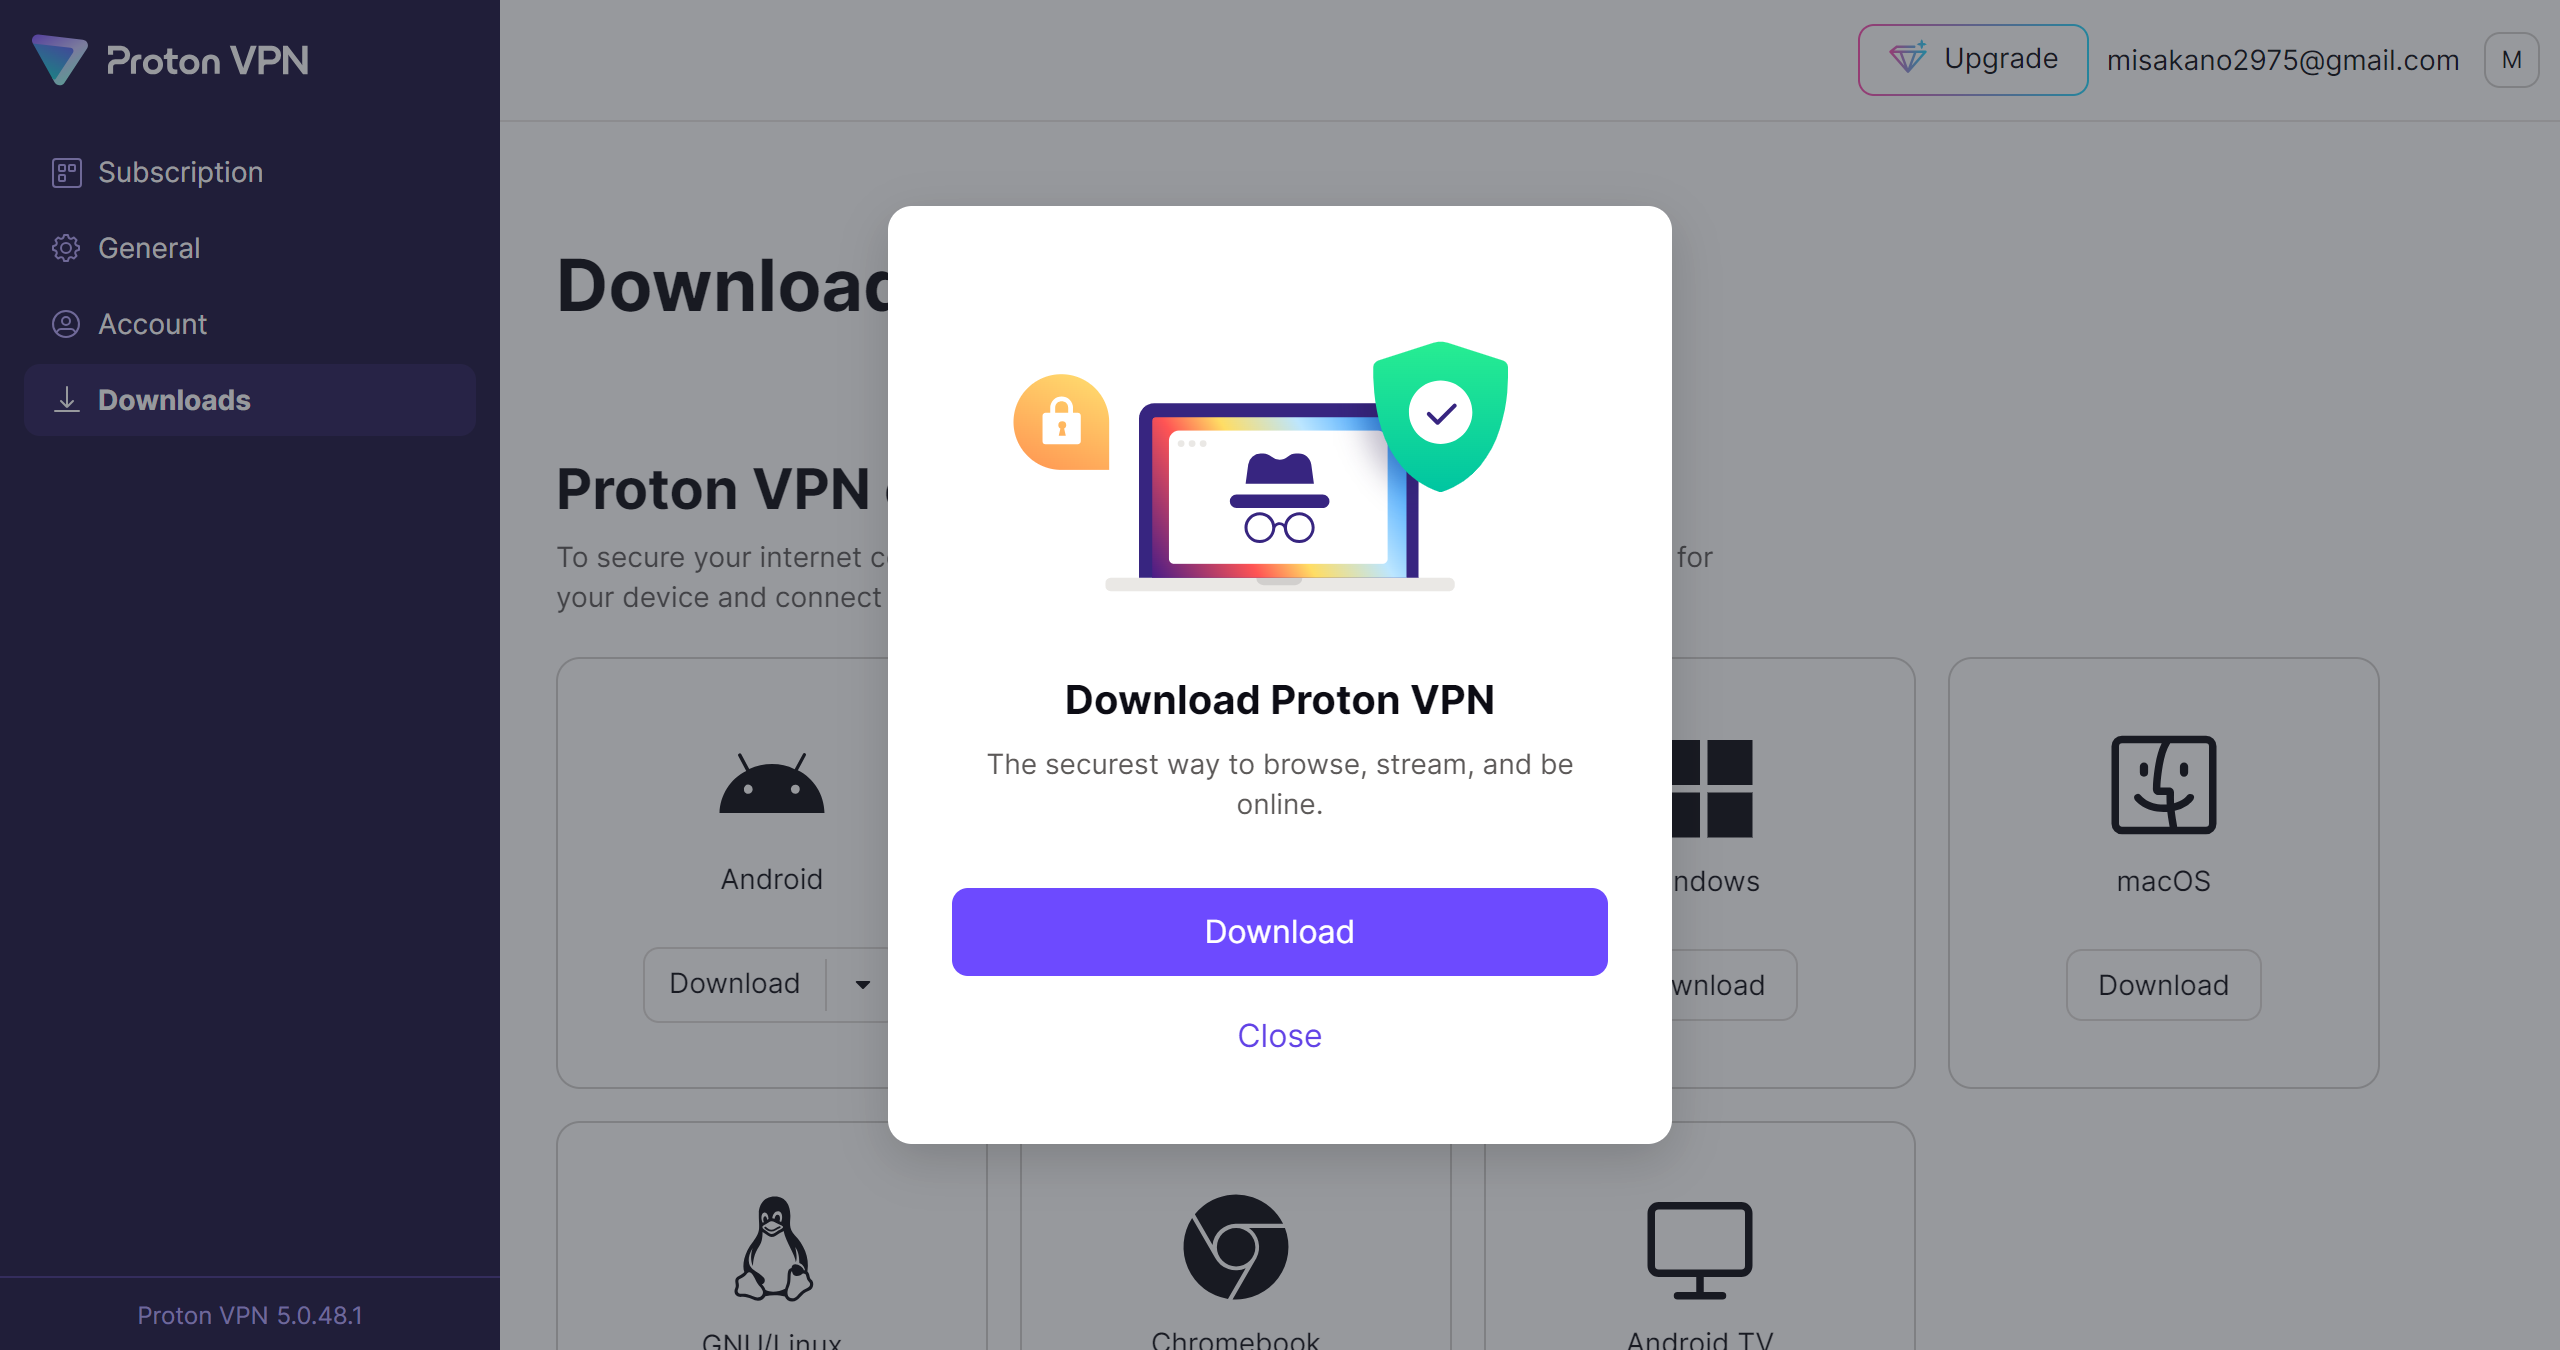 Proton VPN
Upgrade
misakano2975@gmail.com
M
Subscription
General
Account
Downloads
Download
Proton VPN
To secure your internet
for
your device and connect
Download Proton VPN
The securest way to browse, stream, and be
online.
Download
Close
Android
Download
ndows
wnload
macOS
Download
GNU/Linux
Chromebook
Android TV
Proton VPN 5.0.48.1